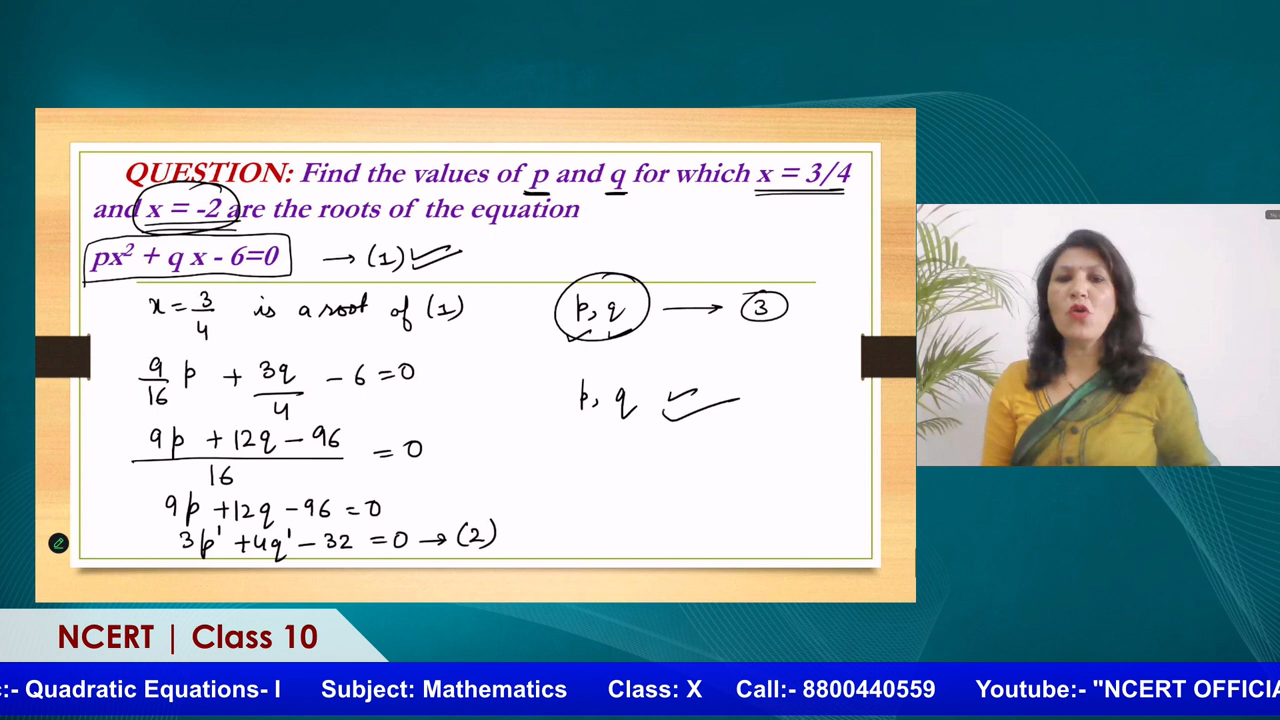 QUESTION: Find the values of p and q for which x = 3/4
and x = -2 are the roots of the equation
px² + q x - 6=0 → (1)
x = 3/4 is a root of (1)
9/16 p + 3q/4 - 6 = 0
(9p + 12q - 96)/16 = 0
9p + 12q - 96 = 0
3p' + 4q' - 32 = 0 → (2)
p, q → 3
p, q
NCERT | Class 10
c:- Quadratic Equations- I Subject: Mathematics Class: X Call:- 8800440559 Youtube:- "NCERT OFFICIA